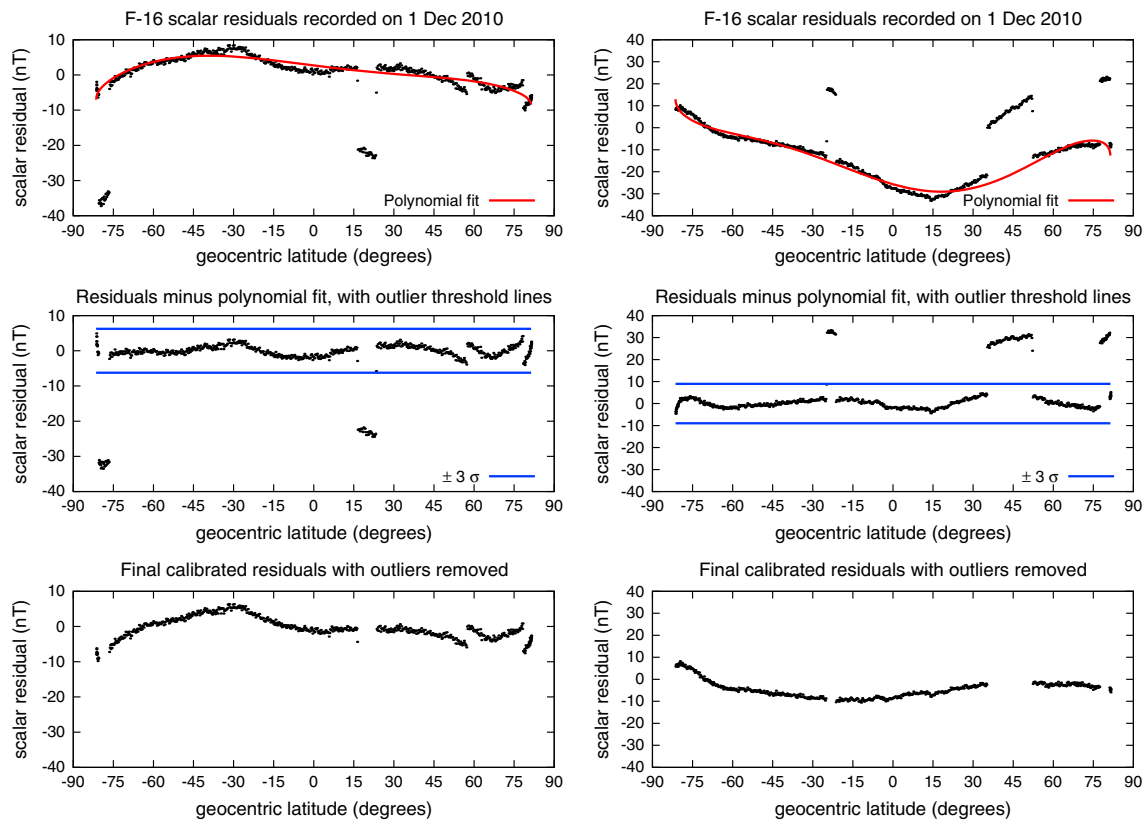 F-16 scalar residuals recorded on 1 Dec 2010
scalar residual (nT)
10
0
-10
-20
-30
-40
Polynomial fit
-90 -75 -60 -45 -30 -15 0 15 30 45 60 75 90
geocentric latitude (degrees)
F-16 scalar residuals recorded on 1 Dec 2010
scalar residual (nT)
40
30
20
10
0
-10
-20
-30
-40
Polynomial fit
-90 -75 -60 -45 -30 -15 0 15 30 45 60 75 90
geocentric latitude (degrees)
Residuals minus polynomial fit, with outlier threshold lines
scalar residual (nT)
10
0
-10
-20
-30
-40
± 3 σ
-90 -75 -60 -45 -30 -15 0 15 30 45 60 75 90
geocentric latitude (degrees)
Residuals minus polynomial fit, with outlier threshold lines
scalar residual (nT)
40
30
20
10
0
-10
-20
-30
-40
± 3 σ
-90 -75 -60 -45 -30 -15 0 15 30 45 60 75 90
geocentric latitude (degrees)
Final calibrated residuals with outliers removed
scalar residual (nT)
10
0
-10
-20
-30
-40
-90 -75 -60 -45 -30 -15 0 15 30 45 60 75 90
geocentric latitude (degrees)
Final calibrated residuals with outliers removed
scalar residual (nT)
40
30
20
10
0
-10
-20
-30
-40
-90 -75 -60 -45 -30 -15 0 15 30 45 60 75 90
geocentric latitude (degrees)